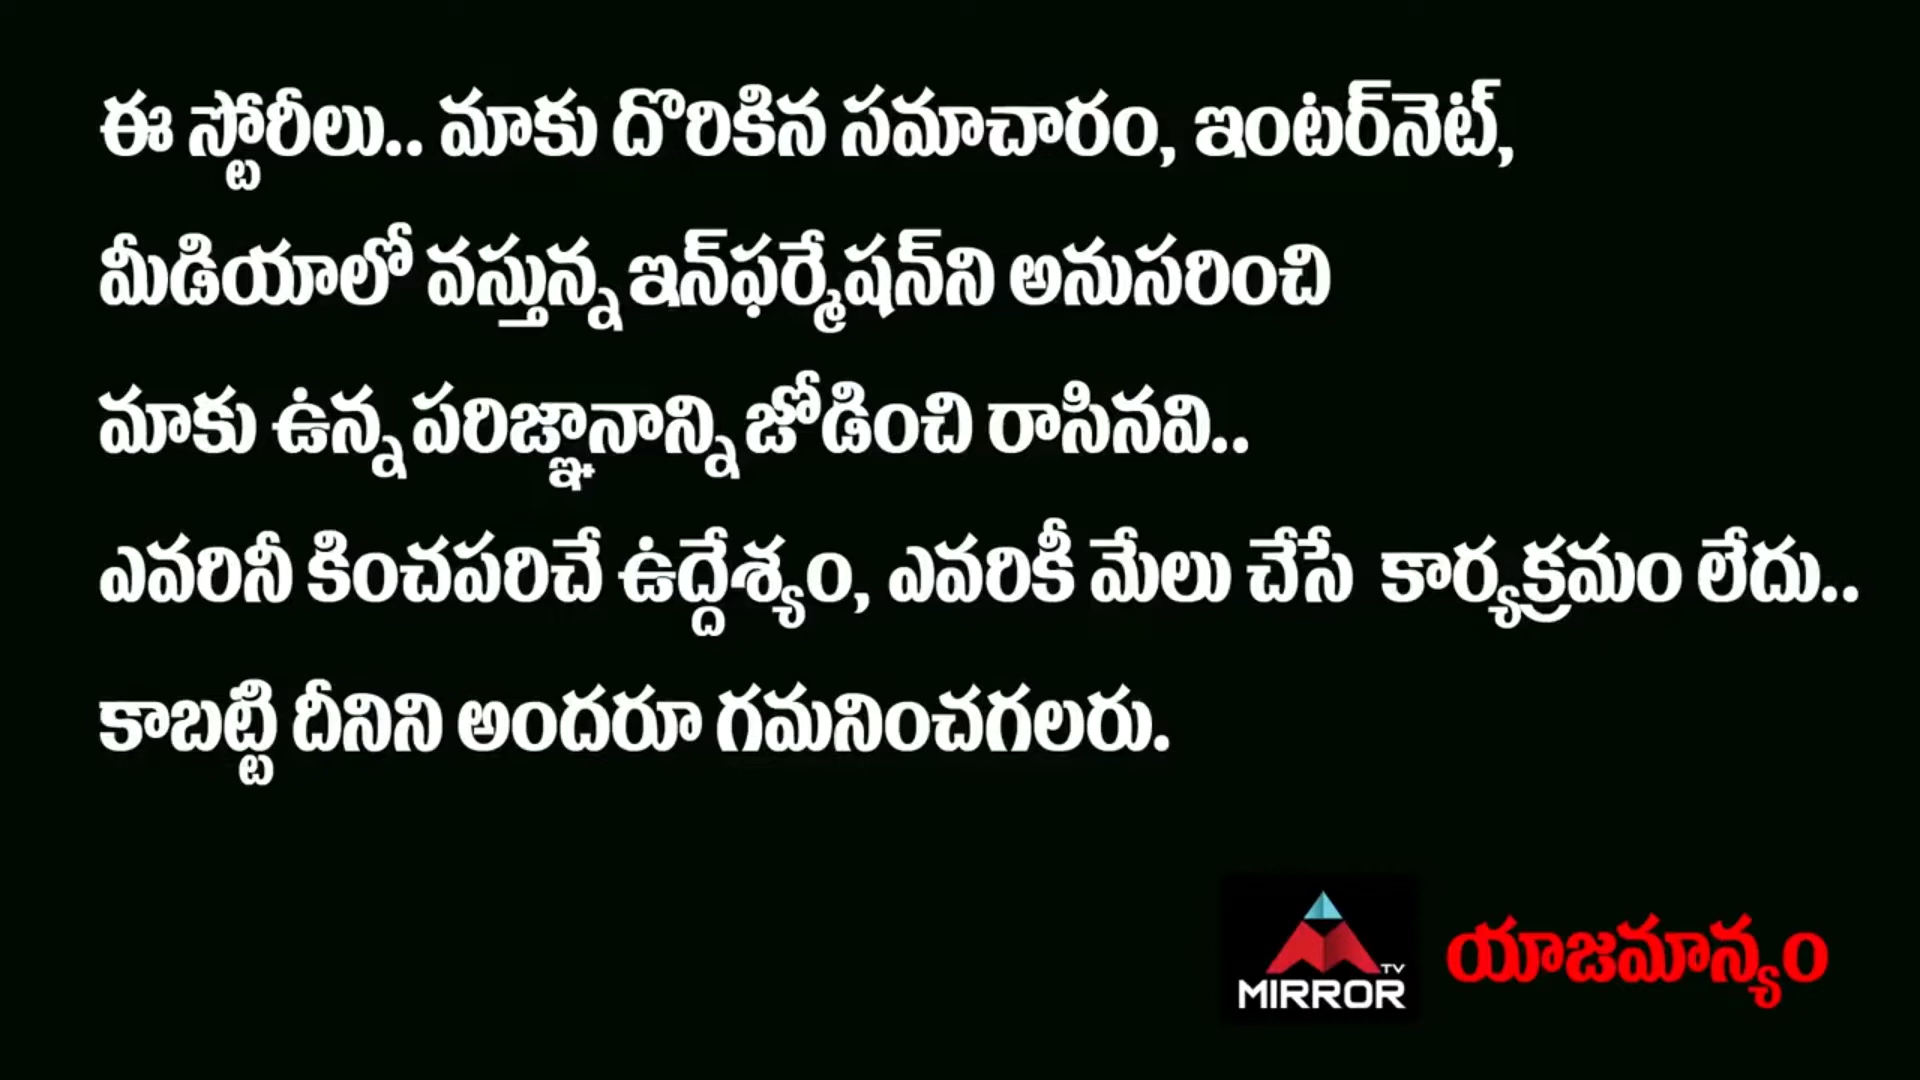 ఈ స్టోరీలు.. మాకు దొరికిన సమాచారం, ఇంటర్‌నెట్,
మీడియాలో వస్తున్న ఇన్‌ఫర్మేషన్‌ని అనుసరించి
మాకు ఉన్న పరిజ్ఞానాన్ని జోడించి రాసినవి..
ఎవరినీ కించపరిచే ఉద్దేశ్యం, ఎవరికీ మేలు చేసే కార్యక్రమం లేదు..
కాబట్టి దీనిని అందరూ గమనించగలరు.
TV
MIRROR
యాజమాన్యం